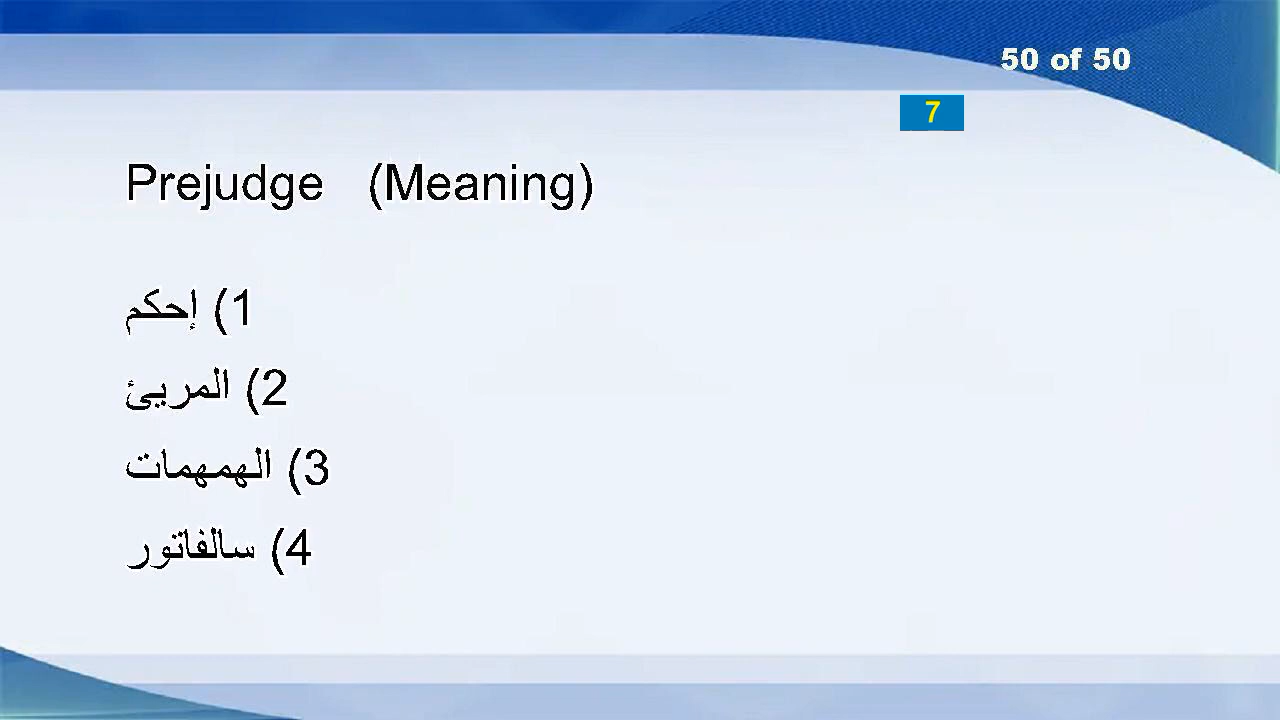 50 of 50
7
Prejudge (Meaning)
1) إحكم
2) المريئ
3) الهمهمات
4) سالفاتور